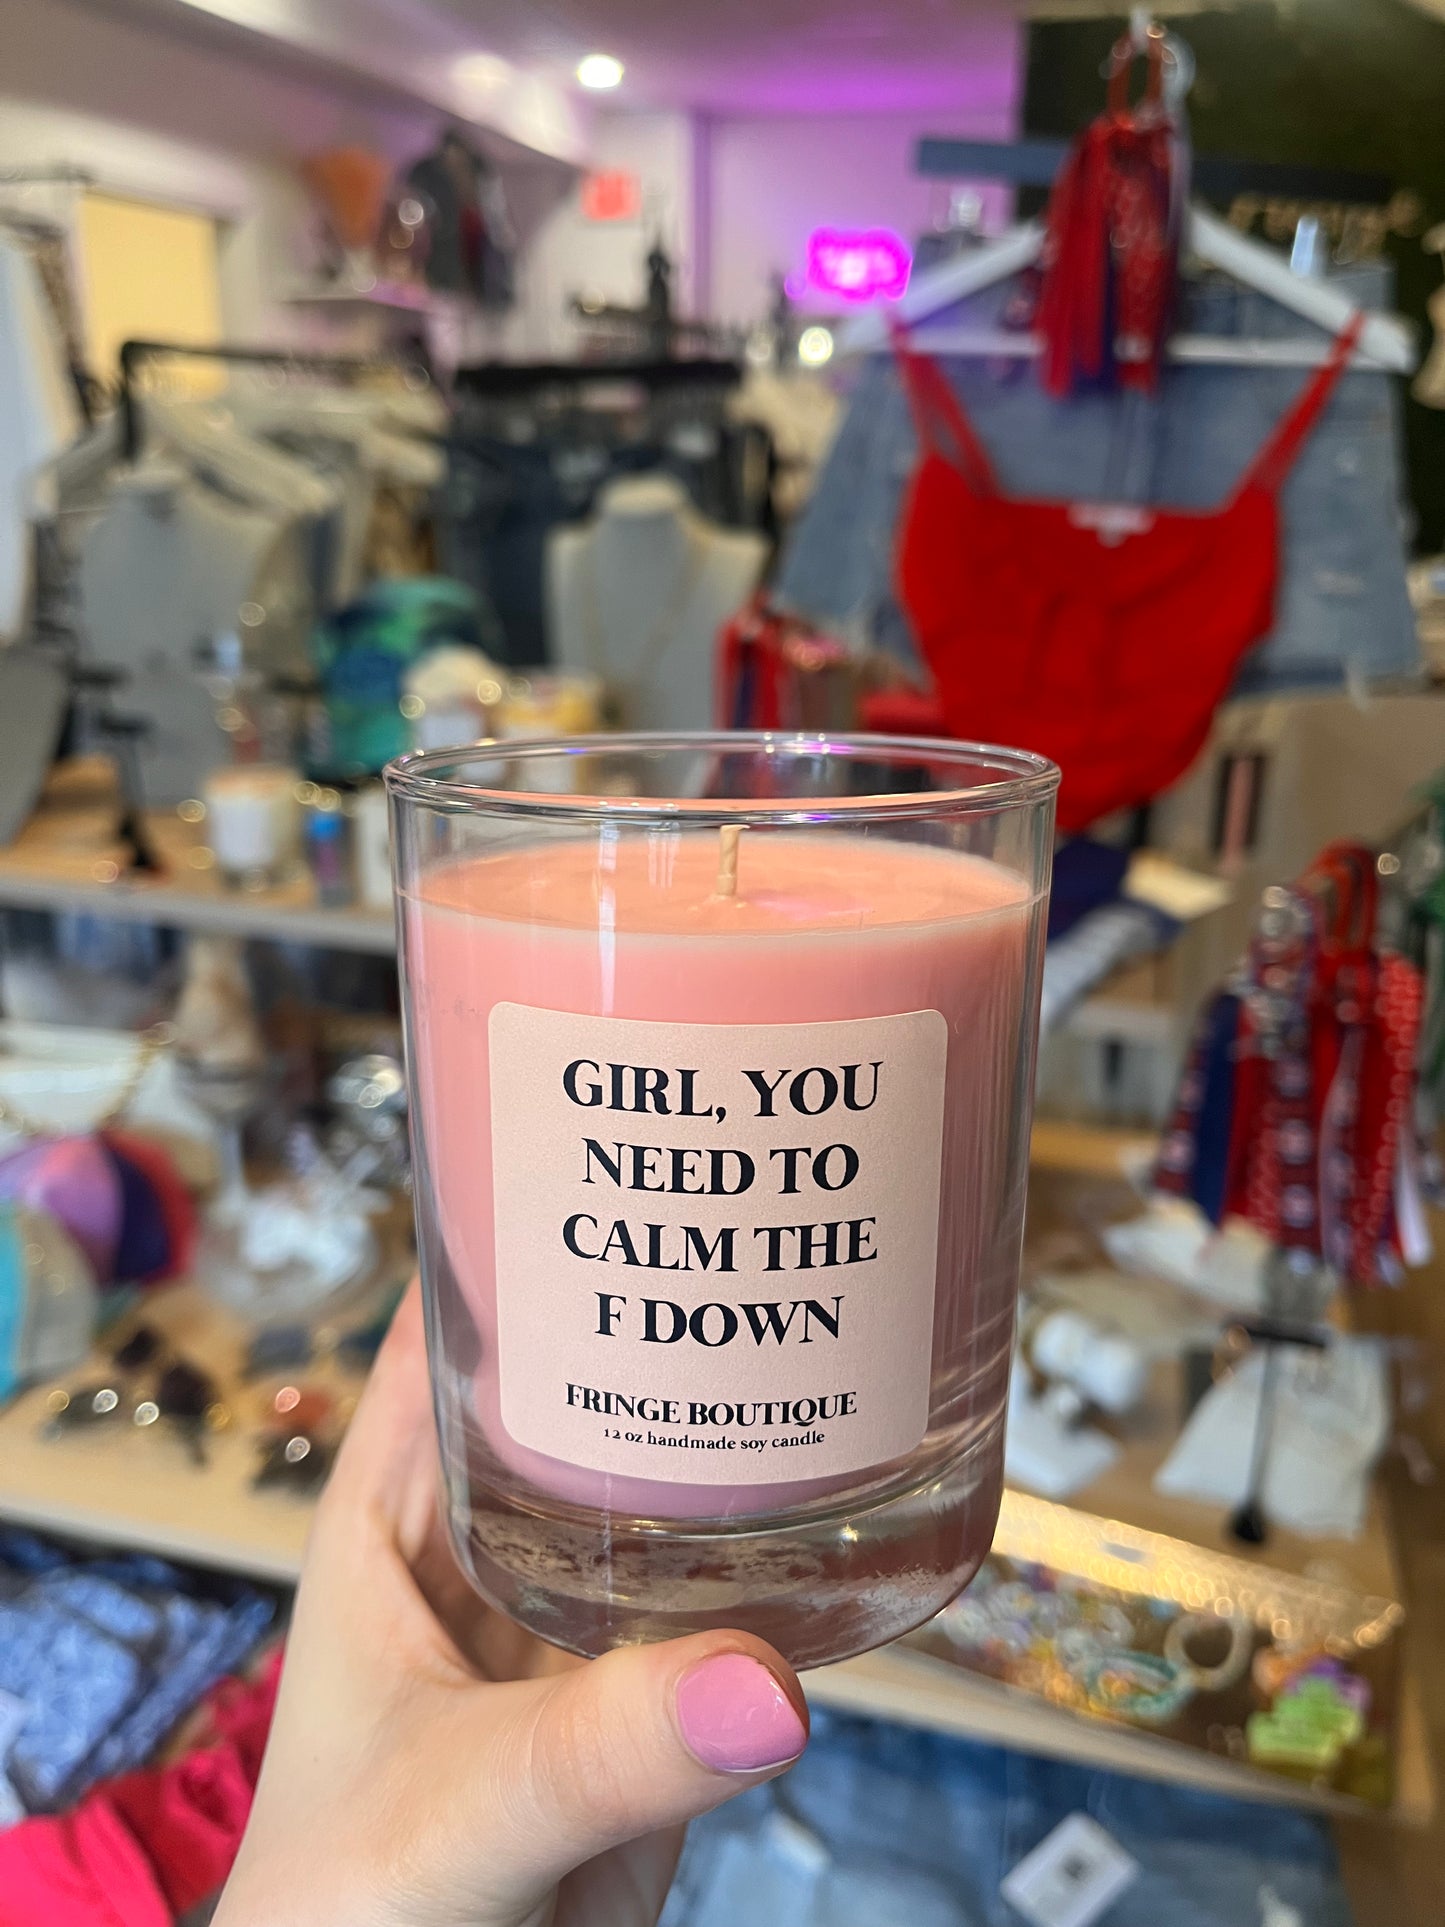 GIRL, YOU
NEED TO
CALM THE
F DOWN
FRINGE BOUTIQUE
12 oz handmade soy candle